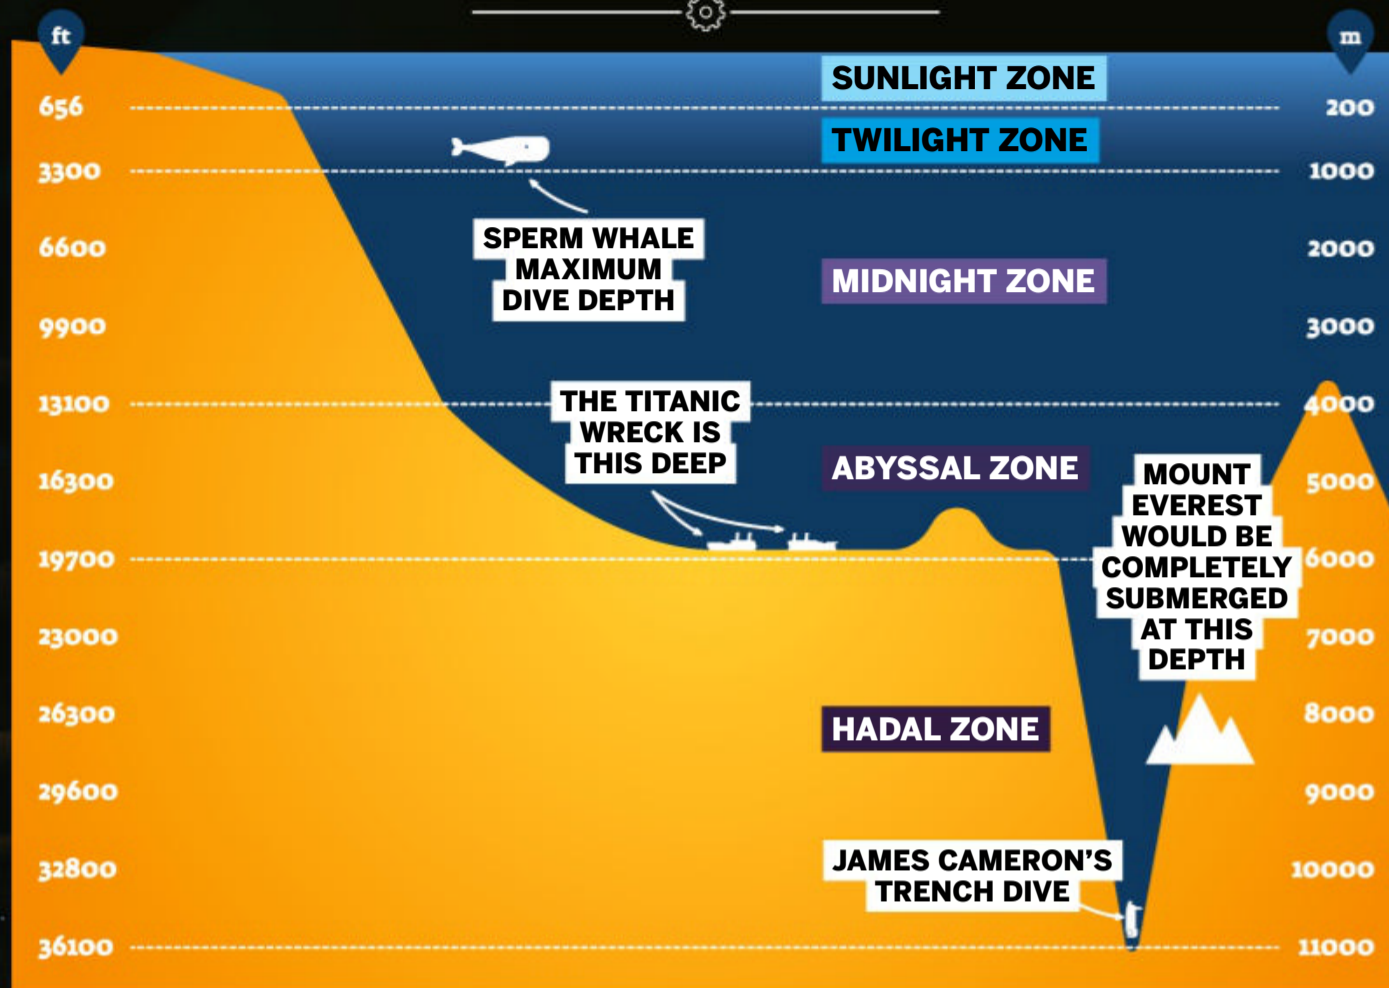 ft
m
SUNLIGHT ZONE
656
200
TWILIGHT ZONE
3300
1000
SPERM WHALE
MAXIMUM
DIVE DEPTH
6600
2000
MIDNIGHT ZONE
9900
3000
13100
4000
THE TITANIC
WRECK IS
THIS DEEP
ABYSSAL ZONE
16300
5000
MOUNT
EVEREST
WOULD BE
COMPLETELY
SUBMERGED
AT THIS
DEPTH
19700
6000
23000
7000
26300
8000
HADAL ZONE
29600
9000
JAMES CAMERON’S
TRENCH DIVE
32800
10000
36100
11000